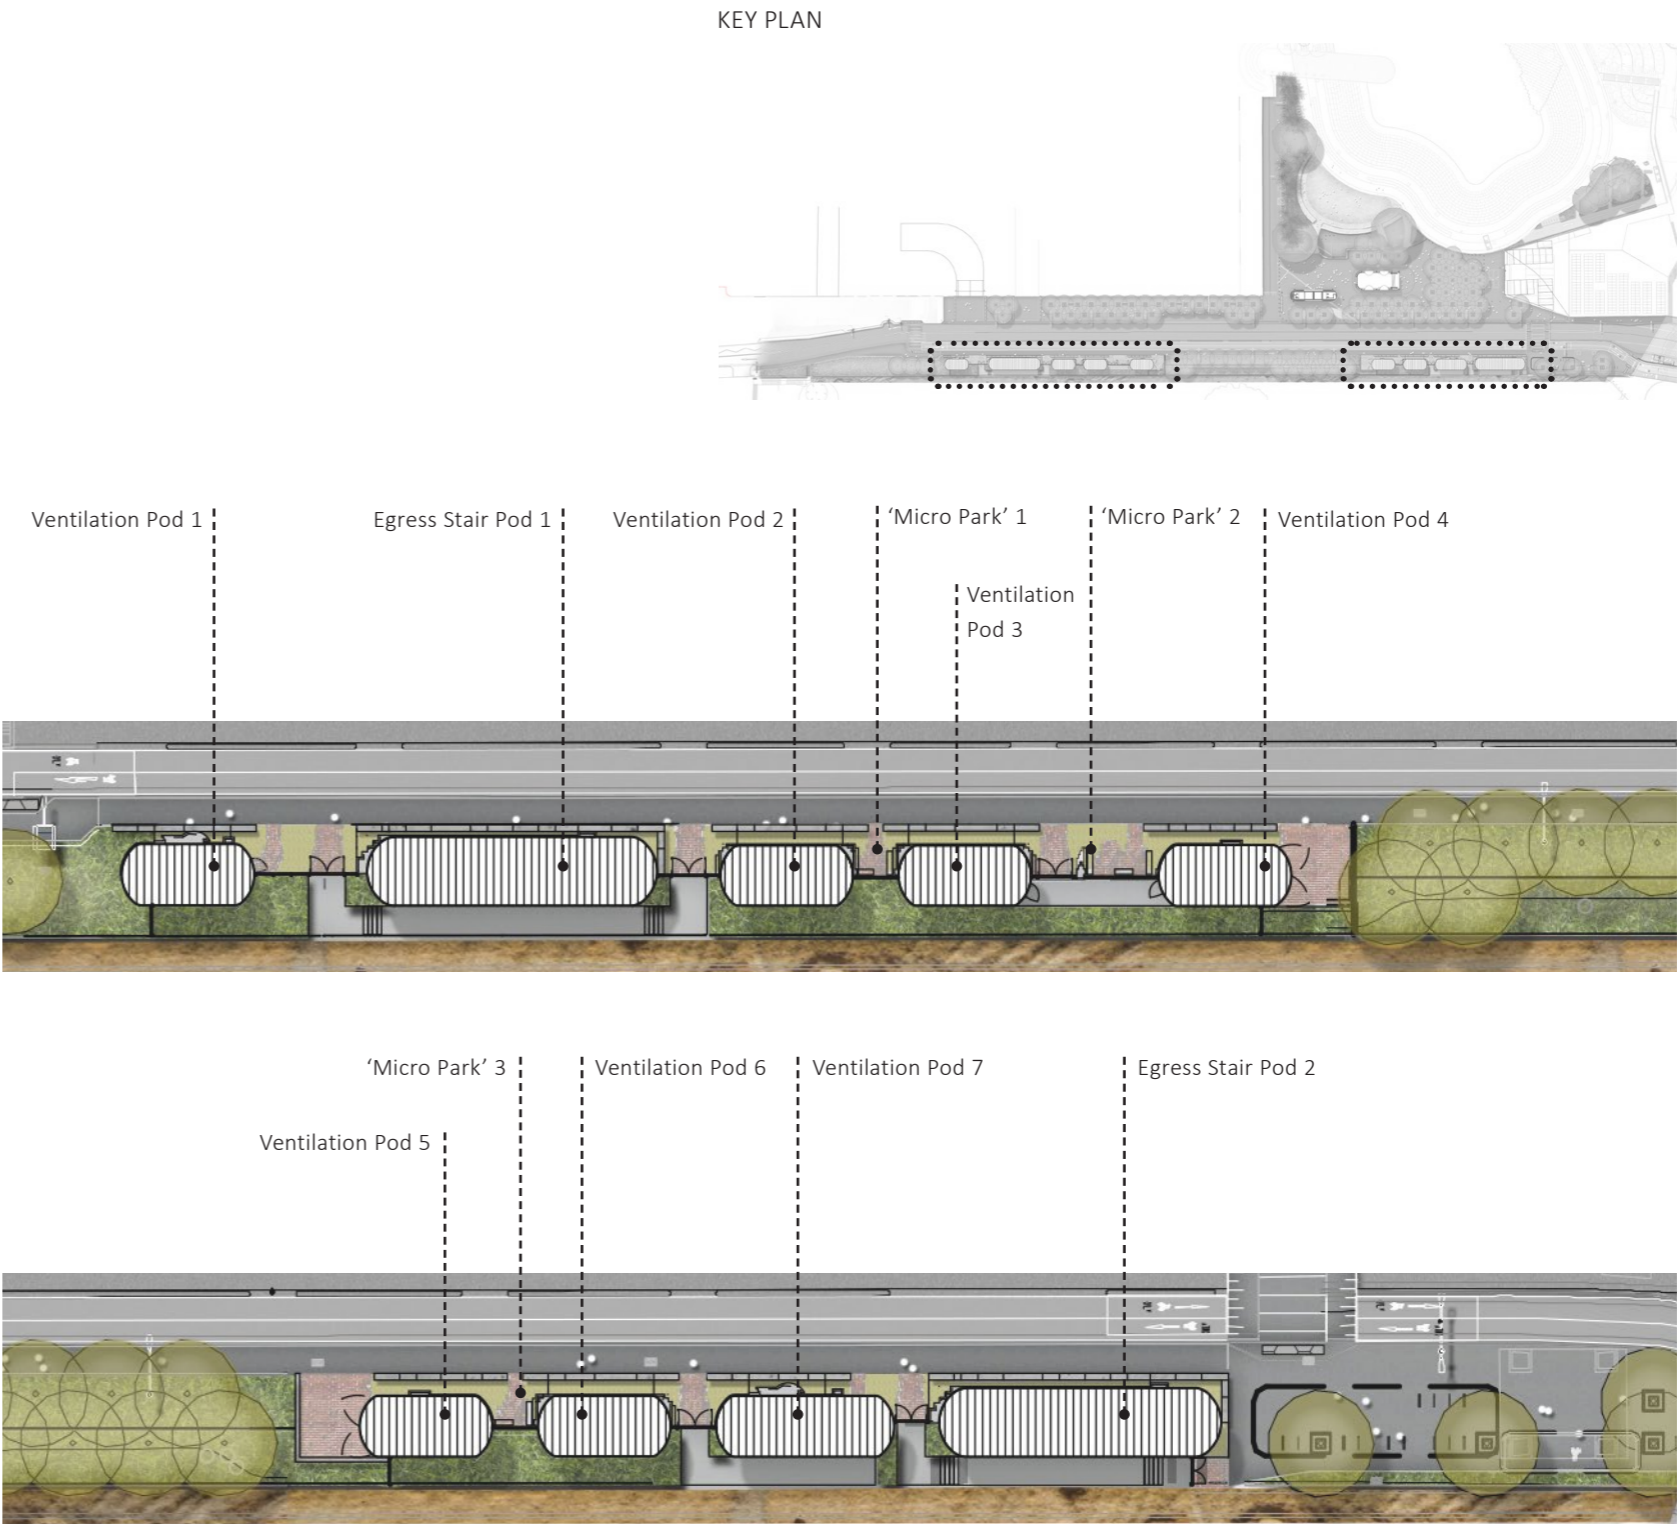 KEY PLAN
Ventilation Pod 1
Egress Stair Pod 1
Ventilation Pod 2
‘Micro Park’ 1
‘Micro Park’ 2
Ventilation Pod 4
Ventilation
Pod 3
‘Micro Park’ 3
Ventilation Pod 6
Ventilation Pod 7
Egress Stair Pod 2
Ventilation Pod 5